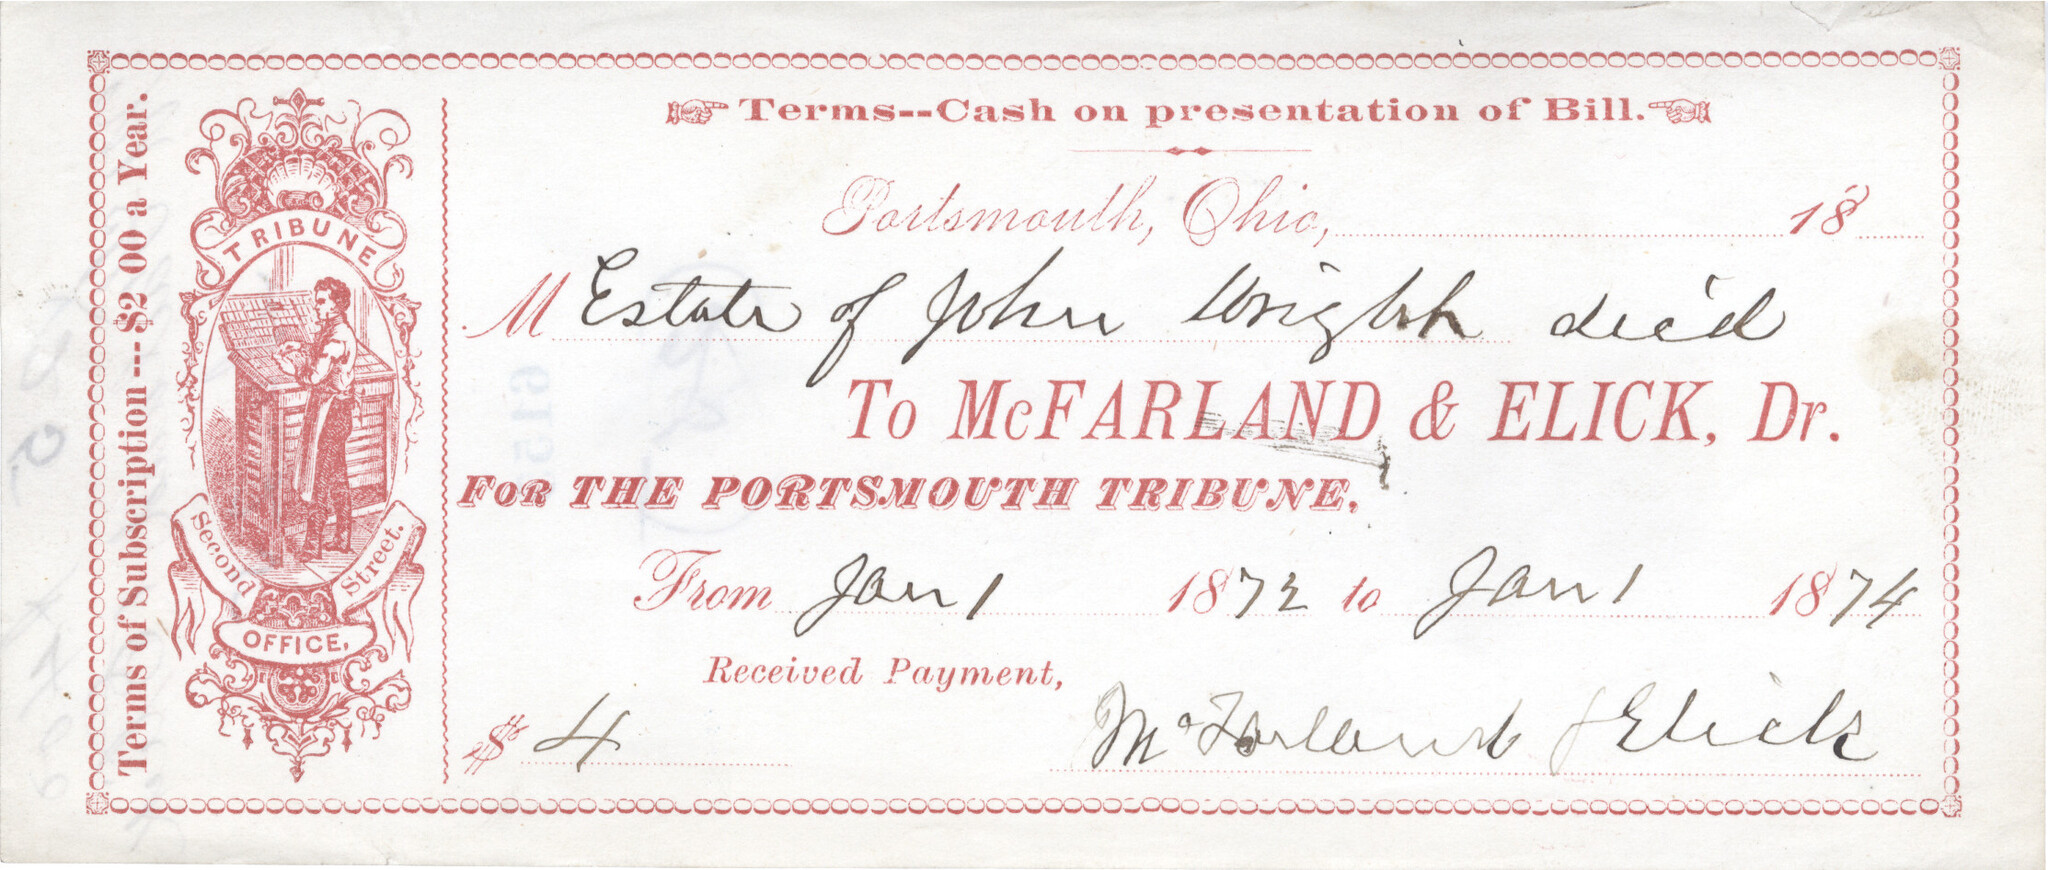 Terms of Subscription --- $2 00 a Year.
TRIBUNE
Second Street.
OFFICE,
Terms--Cash on presentation of Bill.
Portsmouth, Ohio, 18
M Estate of John Wright dec'd
To McFARLAND & ELICK, Dr.
FOR THE PORTSMOUTH TRIBUNE,
From Jan 1 1872 to Jan 1 1874
Received Payment,
$ 4 McFarland & Elick